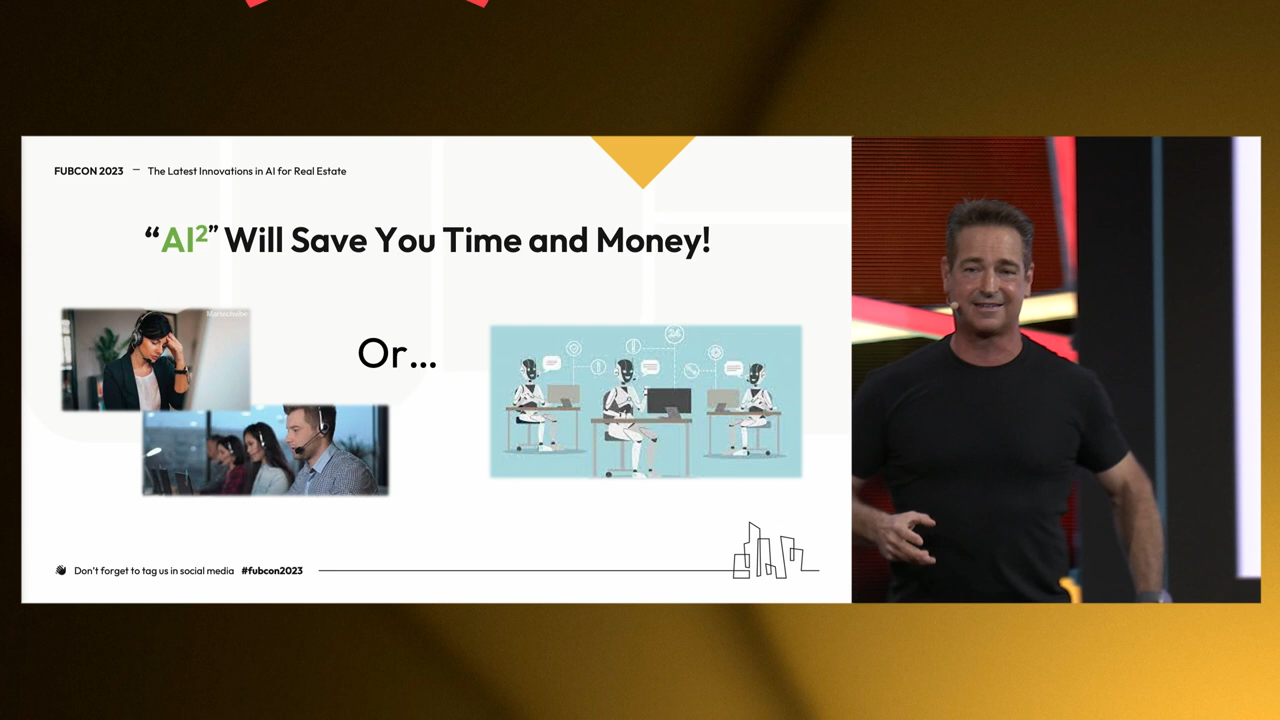 FUBCON 2023 — The Latest Innovations in AI for Real Estate
“AI²” Will Save You Time and Money!
Or...
24
Don't forget to tag us in social media #fubcon2023